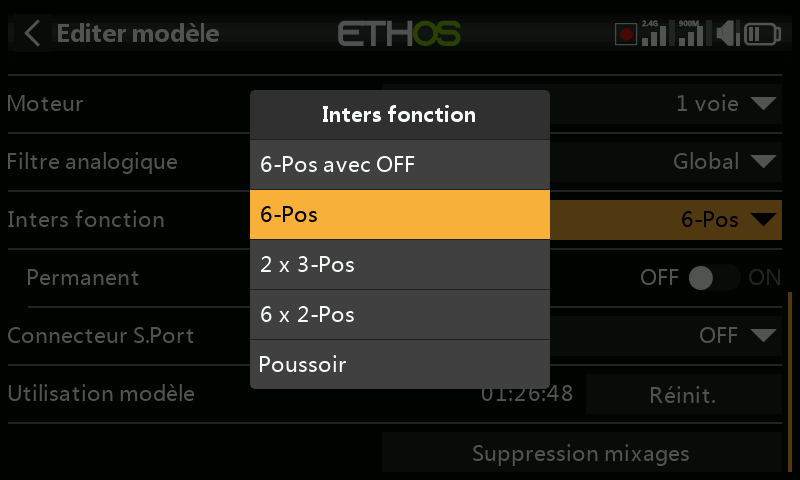 Editer modèle
ETHOS
2.4G 900M
Moteur 1 voie
Filtre analogique Global
Inters fonction 6-Pos
Permanent OFF ON
Connecteur S.Port OFF
Utilisation modèle 01:26:48 Réinit.
Suppression mixages
Inters fonction
6-Pos avec OFF
6-Pos
2 x 3-Pos
6 x 2-Pos
Poussoir